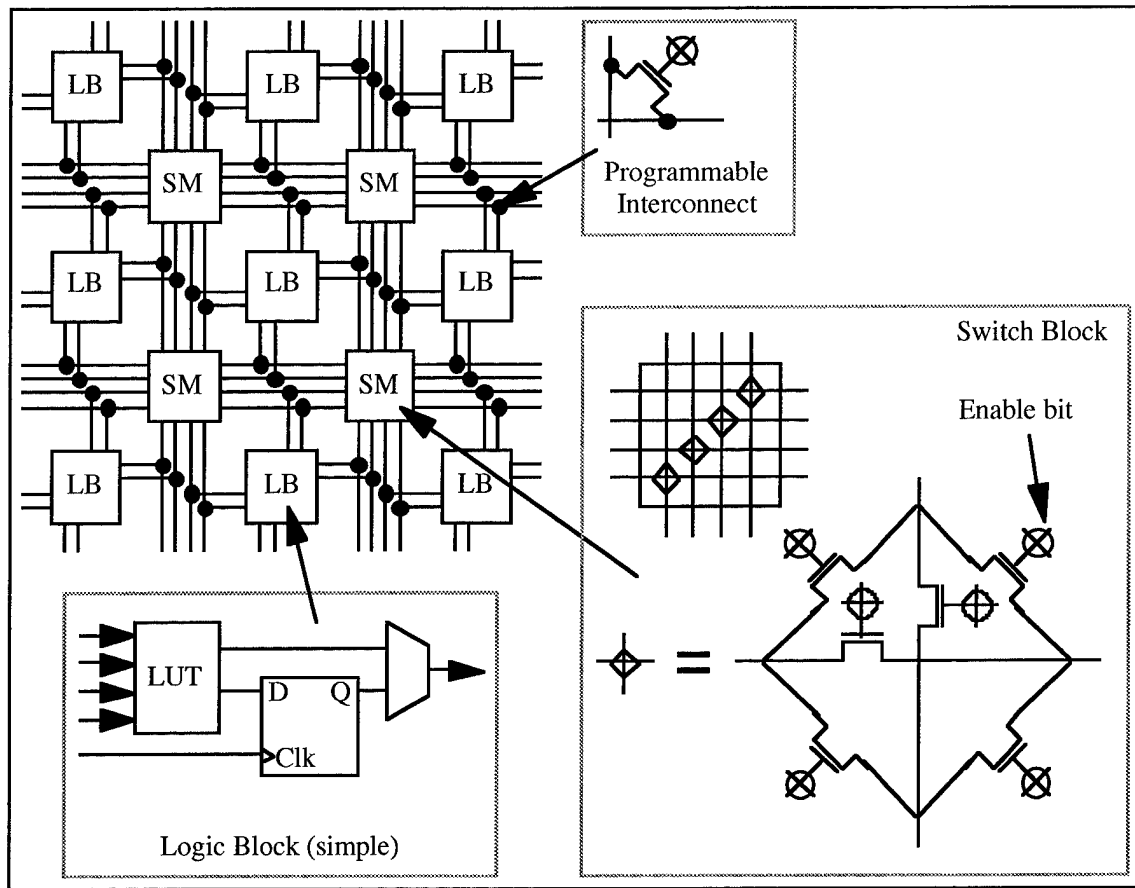 LB LB LB
SM SM
Programmable
Interconnect
LB LB LB
SM SM
Switch Block
Enable bit
LB LB LB
LUT
D Q
Clk
=
Logic Block (simple)